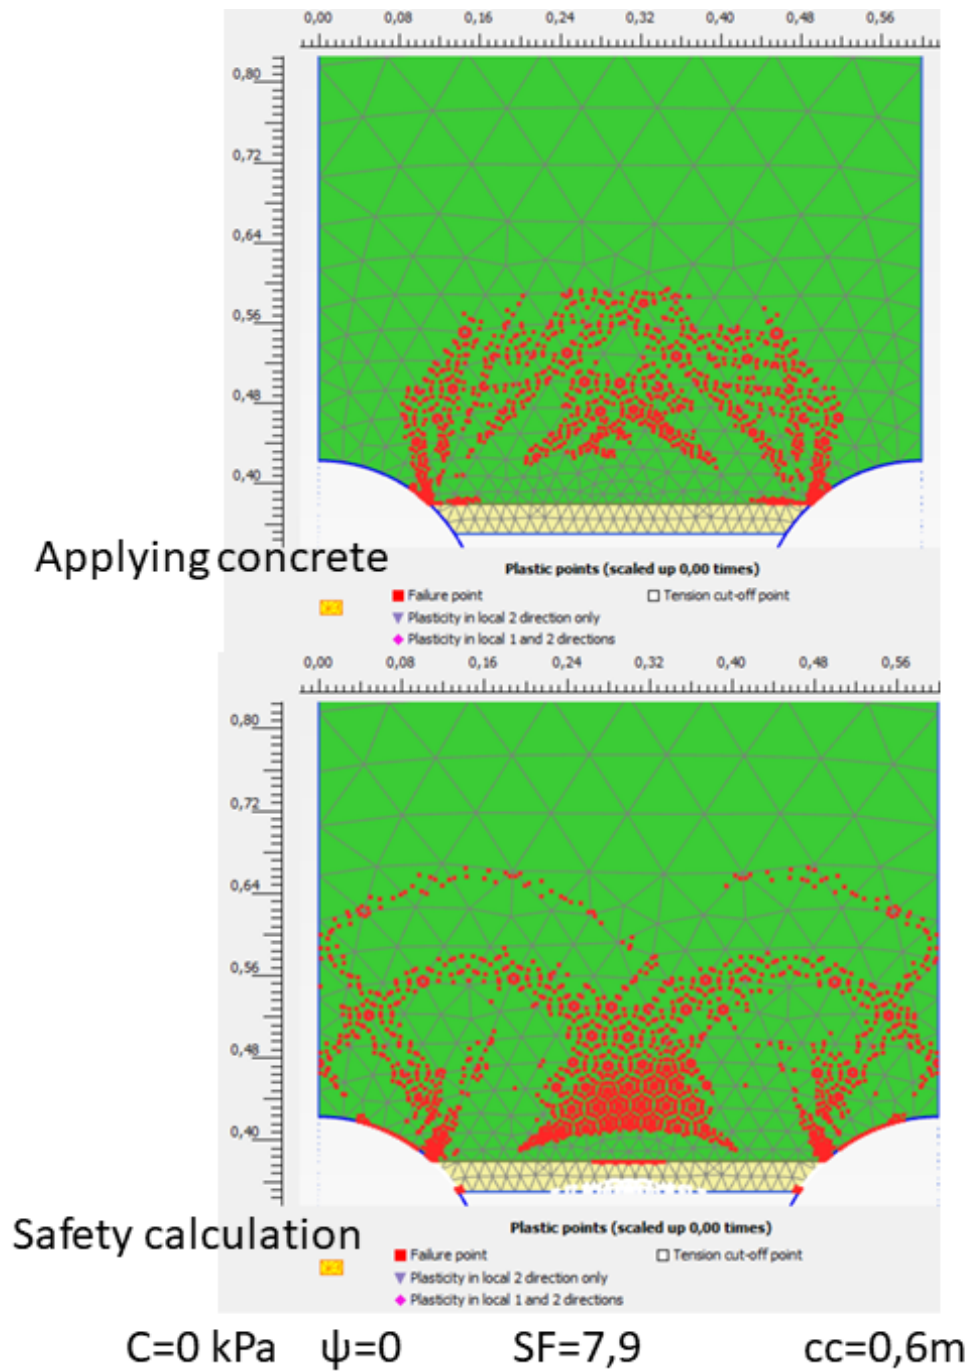 0,00 0,08 0,16 0,24 0,32 0,40 0,48 0,56
0,80
0,72
0,64
0,56
0,48
0,40
Applying concrete
Plastic points (scaled up 0,00 times)
Failure point Tension cut-off point
Plasticity in local 2 direction only
Plasticity in local 1 and 2 directions
0,00 0,08 0,16 0,24 0,32 0,40 0,48 0,56
0,80
0,72
0,64
0,56
0,48
0,40
Safety calculation
Plastic points (scaled up 0,00 times)
Failure point Tension cut-off point
Plasticity in local 2 direction only
Plasticity in local 1 and 2 directions
C=0 kPa ψ=0 SF=7,9 cc=0,6m